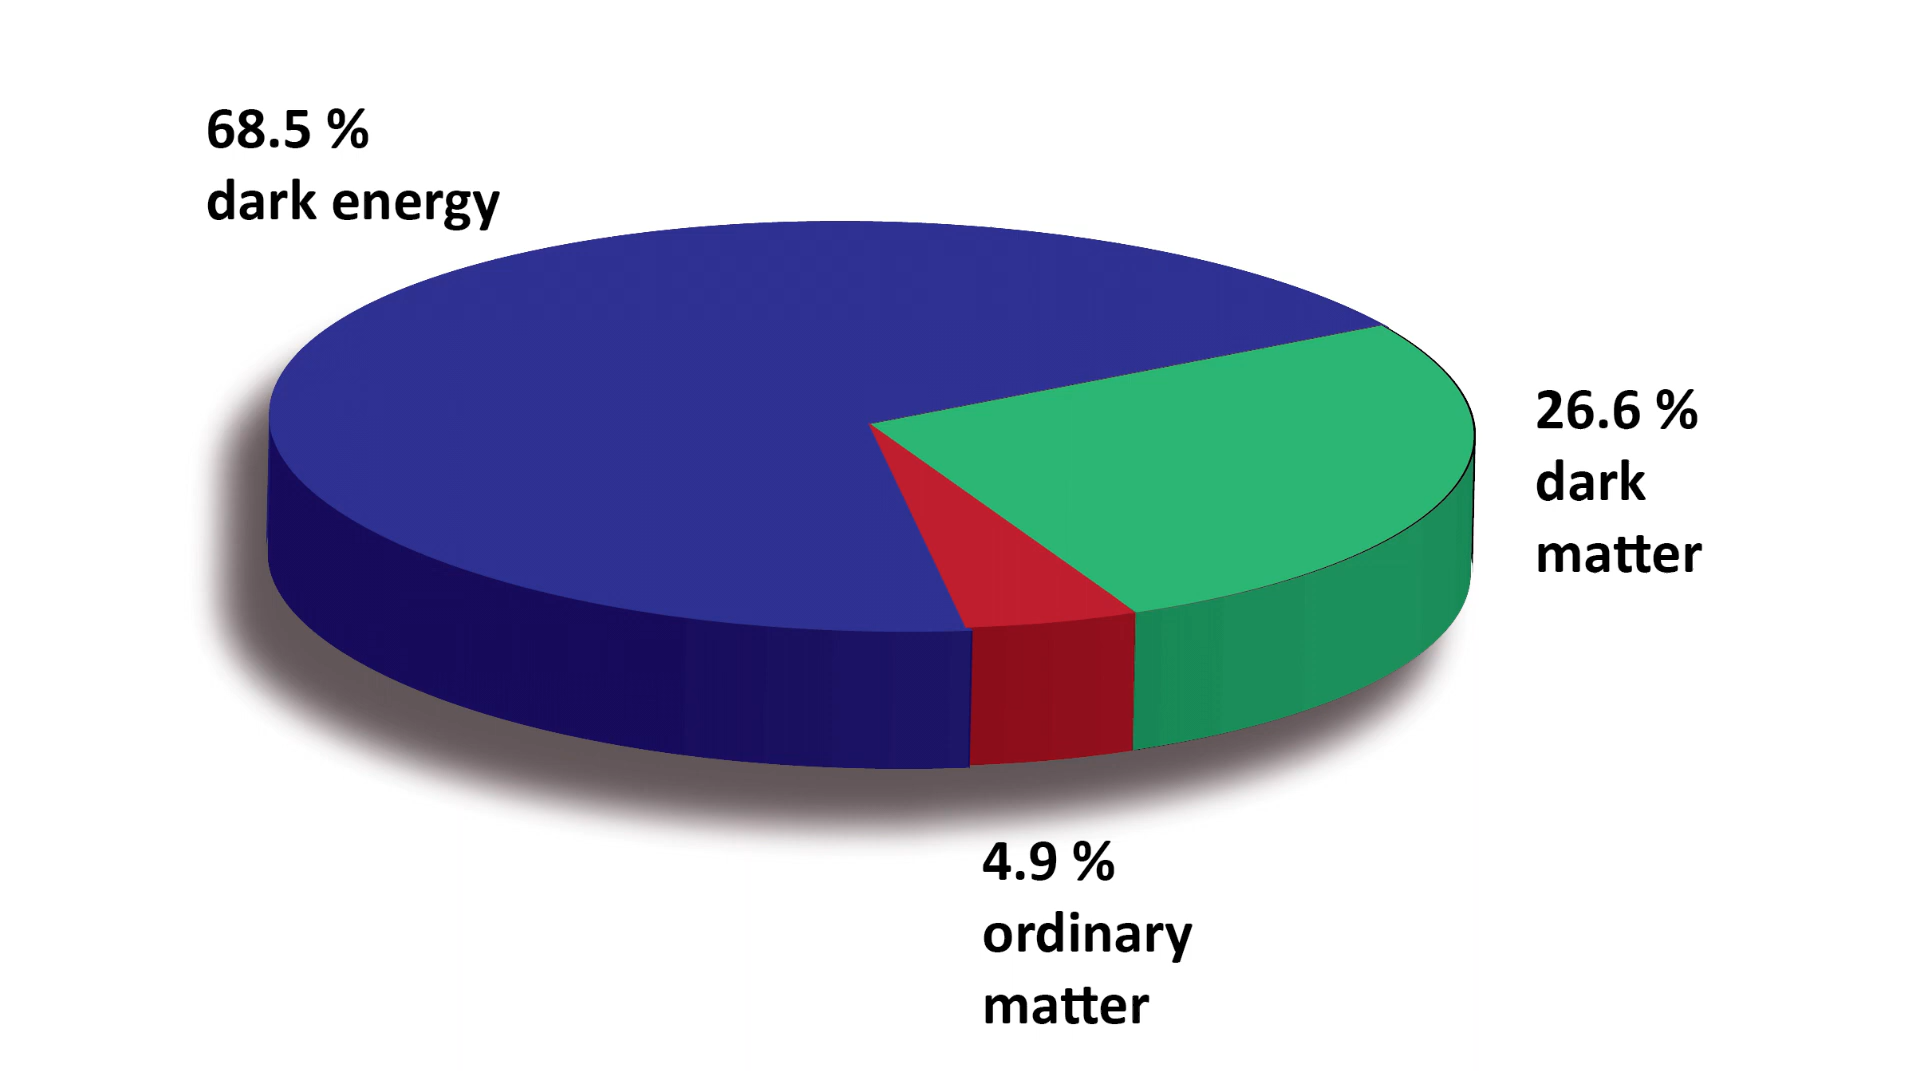 68.5 %
dark energy
26.6 %
dark
matter
4.9 %
ordinary
matter